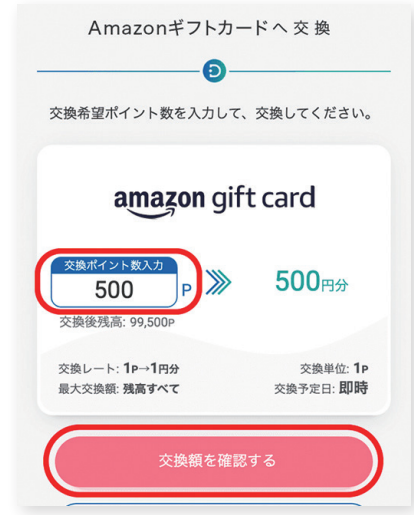 Amazonギフトカードへ交換
交換希望ポイント数を入力して、交換してください。
amazon gift card
交換ポイント数入力
500 P
500円分
交換後残高: 99,500P
交換レート: 1P→1円分
交換単位: 1P
最大交換額: 残高すべて
交換予定日: 即時
交換額を確認する